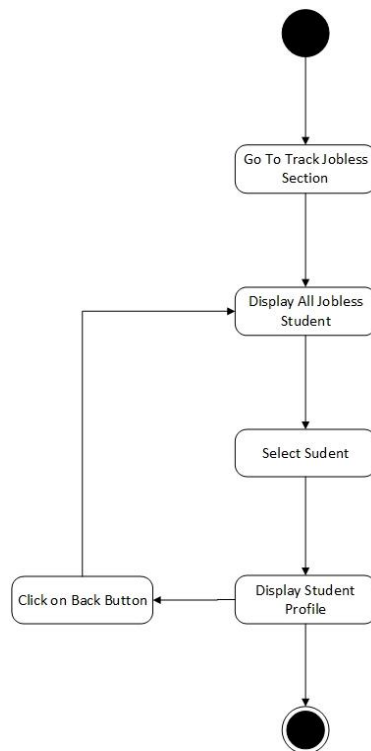 Go To Track Jobless
Section
Display All Jobless
Student
Select Sudent
Display Student
Profile
Click on Back Button